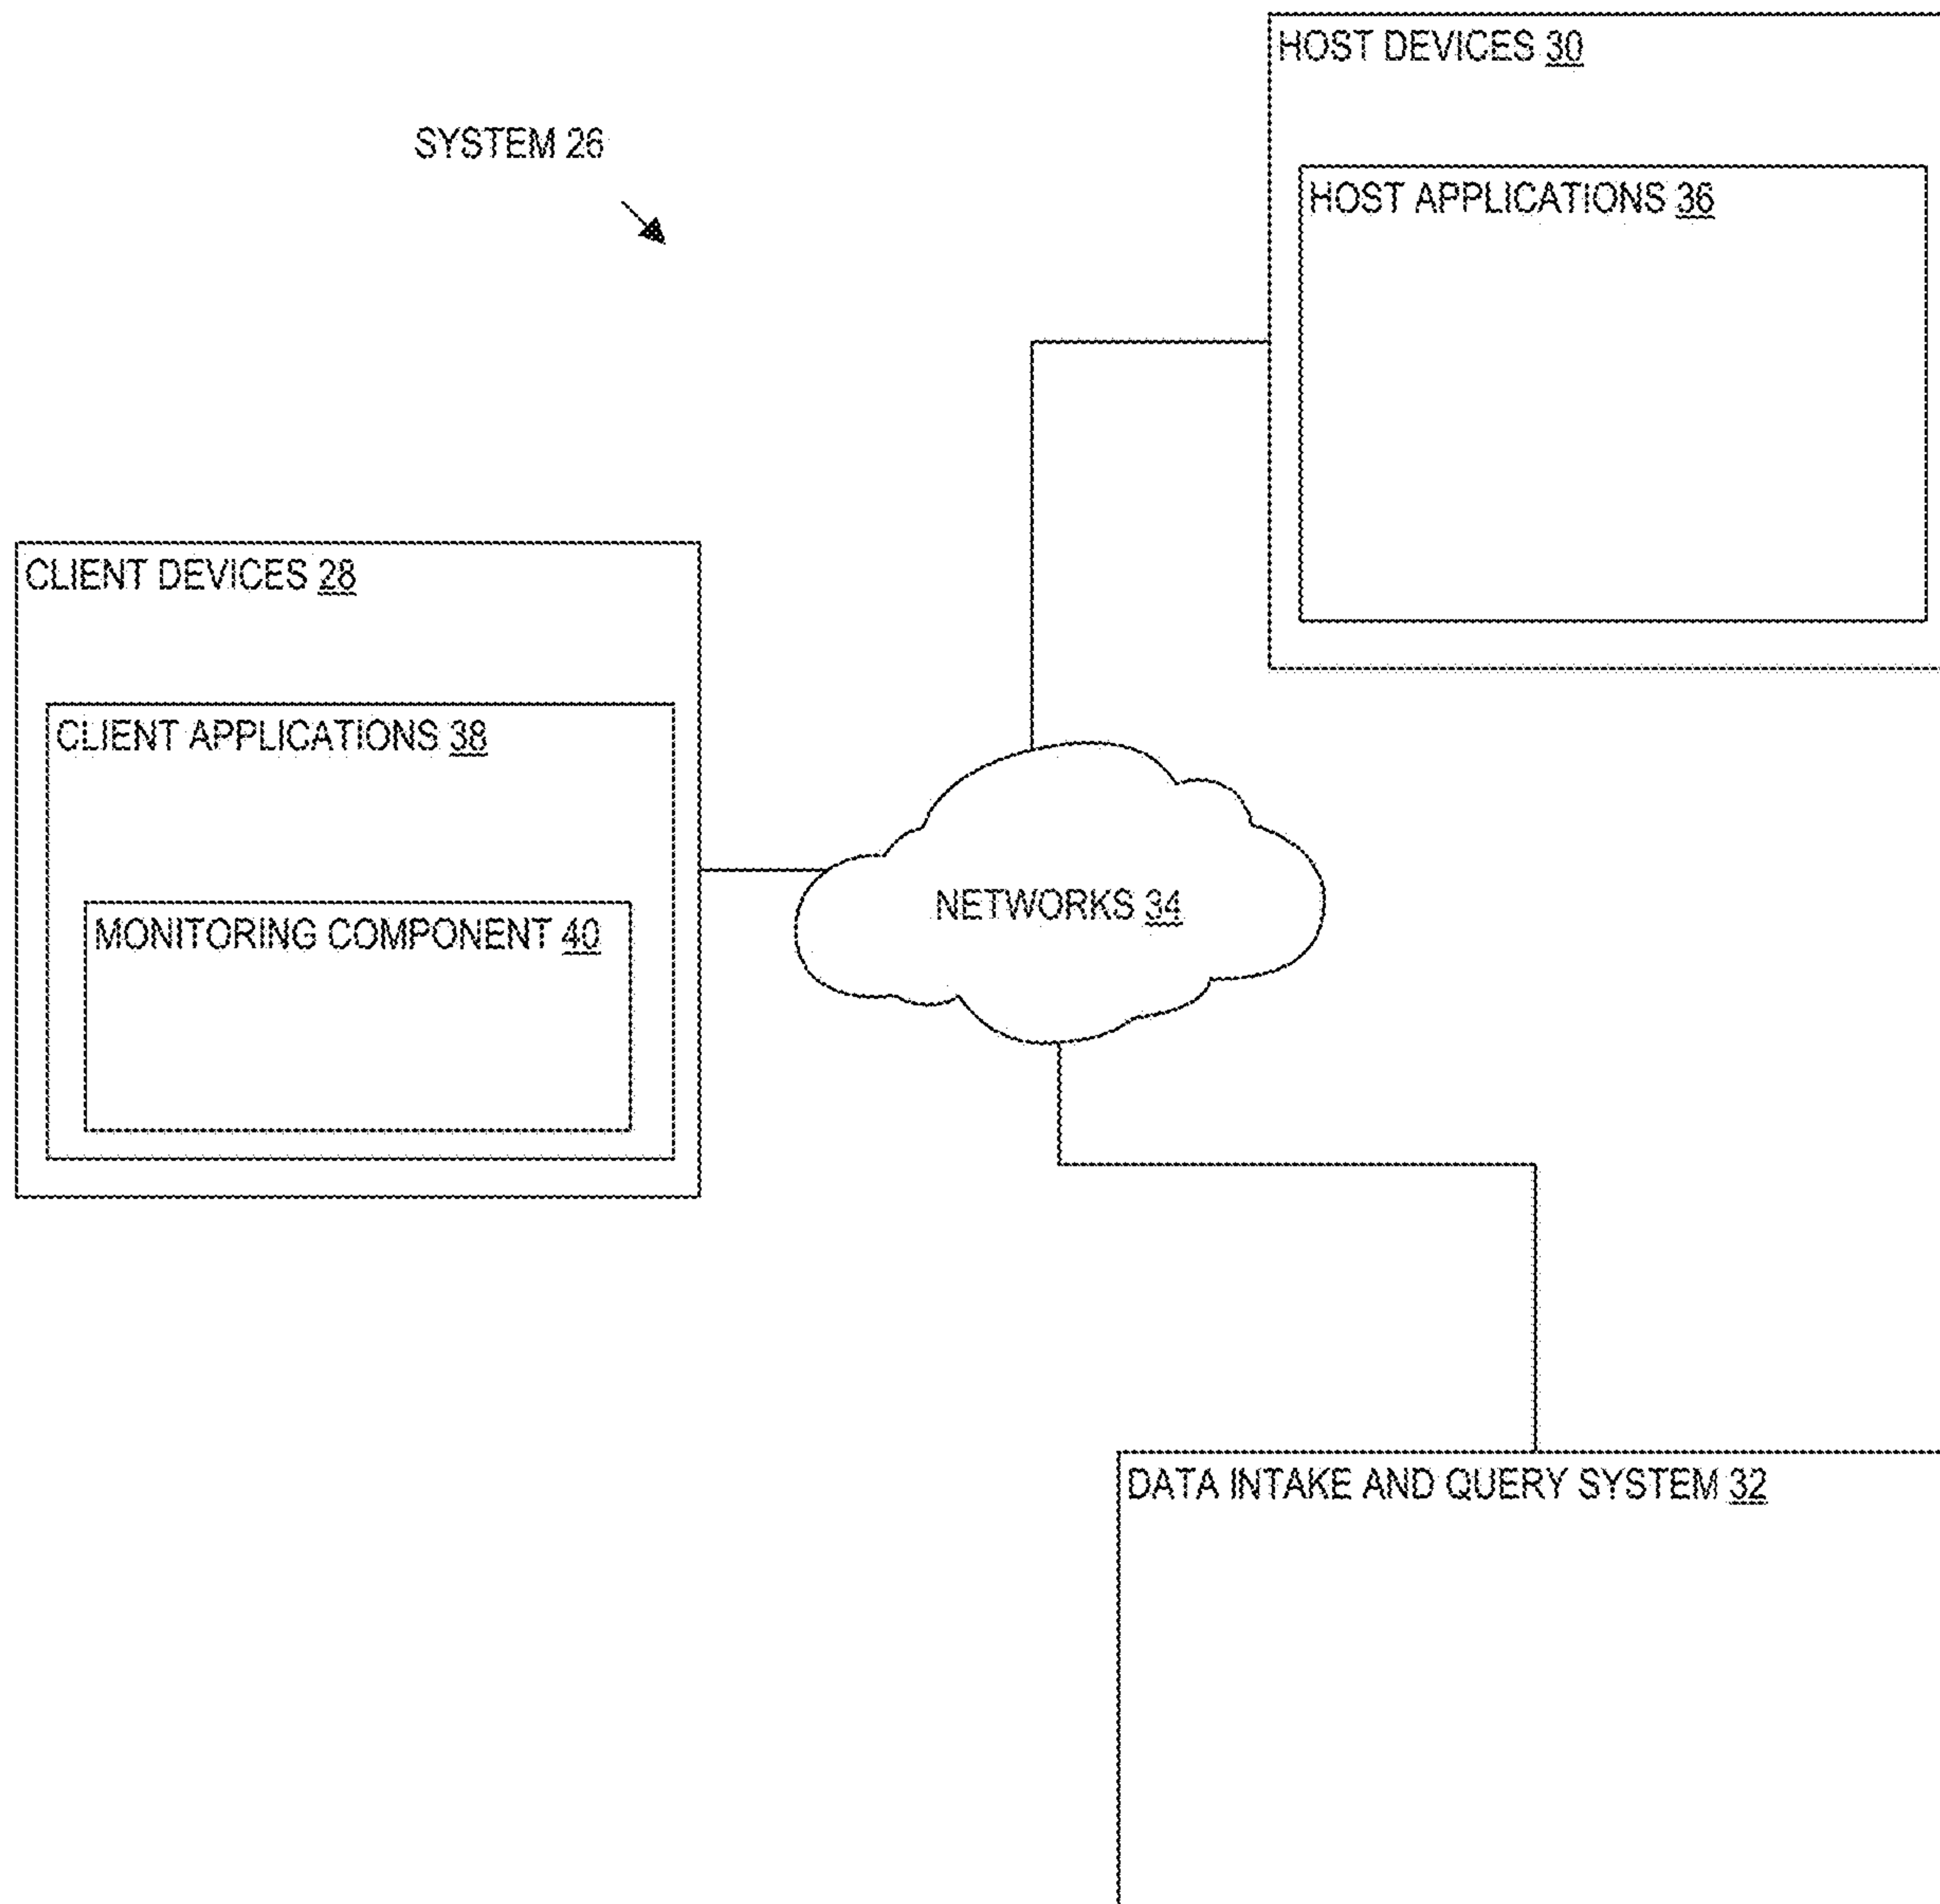 HOST DEVICES 30
SYSTEM 26
HOST APPLICATIONS 36
CLIENT DEVICES 28
CLIENT APPLICATIONS 38
NETWORKS 34
MONITORING COMPONENT 40
DATA INTAKE AND QUERY SYSTEM 32